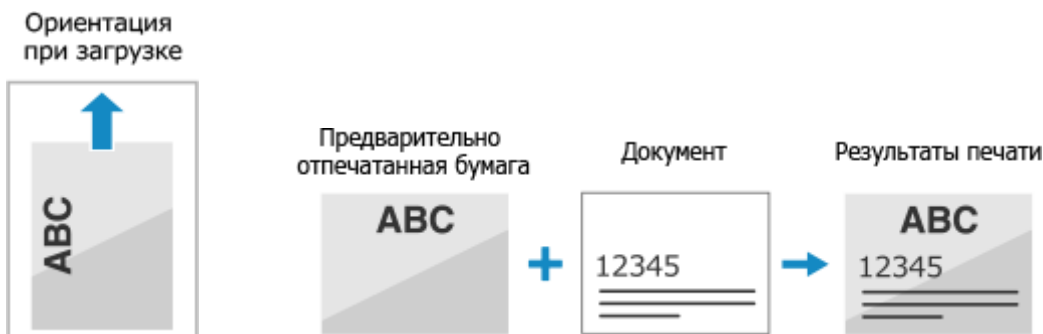 Ориентация
при загрузке
ABC
Предварительно
отпечатанная бумага
ABC
Документ
12345
Результаты печати
ABC
12345